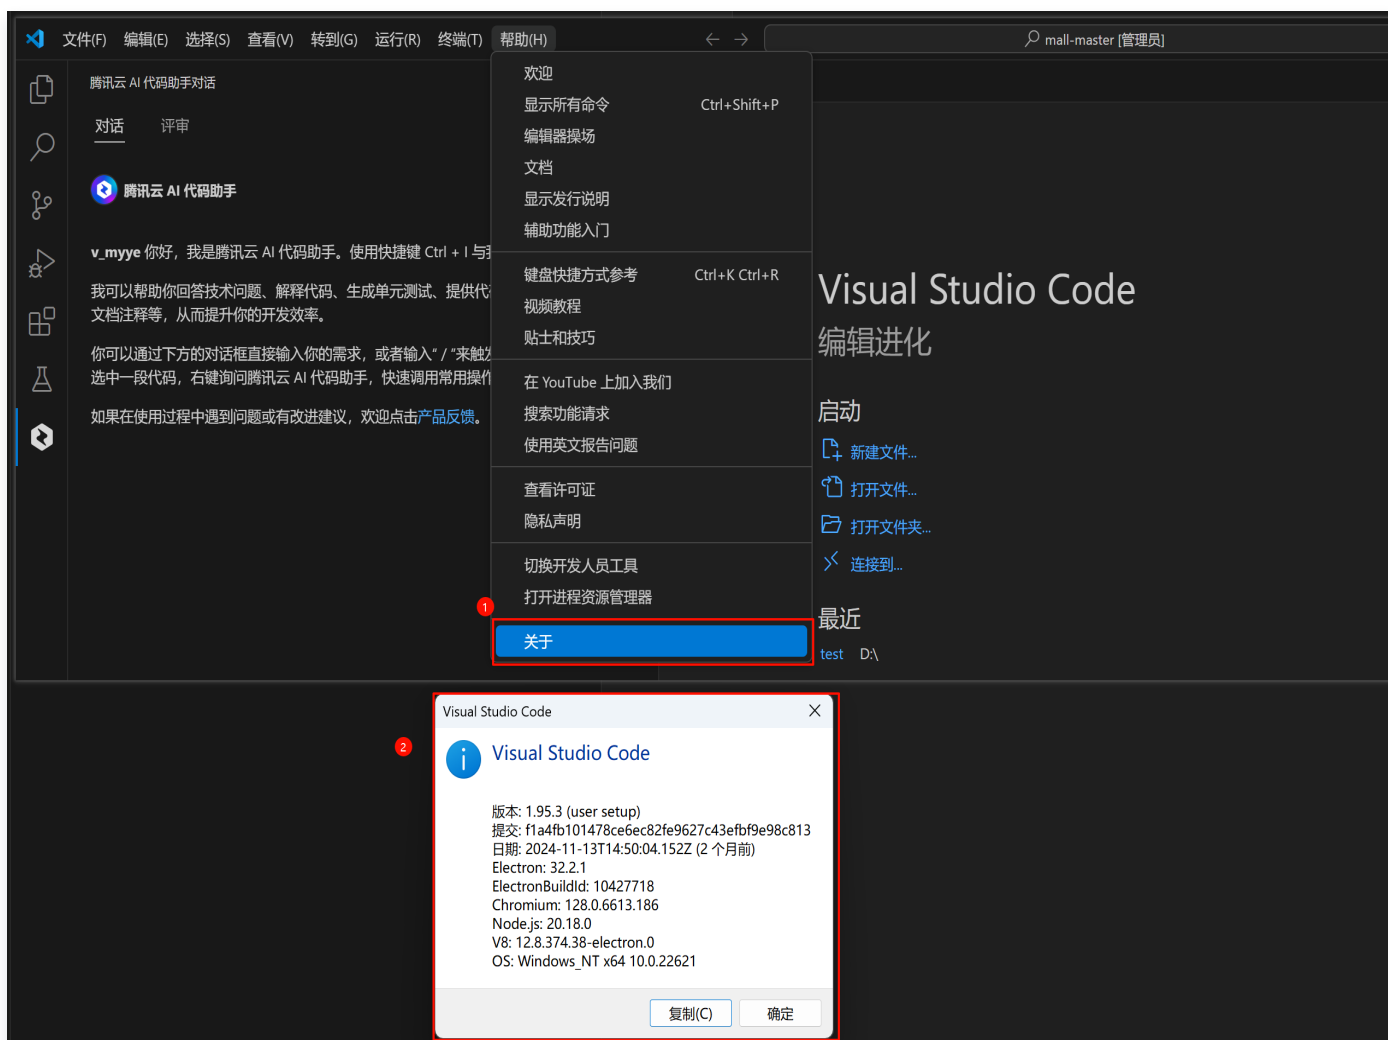 文件(F) 编辑(E) 选择(S) 查看(V) 转到(G) 运行(R) 终端(T) 帮助(H) mall-master [管理员]
腾讯云 AI 代码助手对话
对话 评审
腾讯云 AI 代码助手
v_myye 你好，我是腾讯云 AI 代码助手。使用快捷键 Ctrl + I 与
我可以帮助你回答技术问题、解释代码、生成单元测试、提供代
文档注释等，从而提升你的开发效率。
你可以通过下方的对话框直接输入你的需求，或者输入“ / ”来触
选中一段代码，右键询问腾讯云 AI 代码助手，快速调用常用操作
如果在使用过程中遇到问题或有改进建议，欢迎点击产品反馈。
欢迎
显示所有命令 Ctrl+Shift+P
编辑器操场
文档
显示发行说明
辅助功能入门
键盘快捷方式参考 Ctrl+K Ctrl+R
视频教程
贴士和技巧
在 YouTube 上加入我们
搜索功能请求
使用英文报告问题
查看许可证
隐私声明
切换开发人员工具
打开进程资源管理器
1
关于
Visual Studio Code
编辑进化
启动
新建文件...
打开文件...
打开文件夹...
连接到...
最近
test D:\
2
Visual Studio Code
Visual Studio Code
版本: 1.95.3 (user setup)
提交: f1a4fb101478ce6ec82fe9627c43efbf9e98c813
日期: 2024-11-13T14:50:04.152Z (2 个月前)
Electron: 32.2.1
ElectronBuildId: 10427718
Chromium: 128.0.6613.186
Node.js: 20.18.0
V8: 12.8.374.38-electron.0
OS: Windows_NT x64 10.0.22621
复制(C) 确定